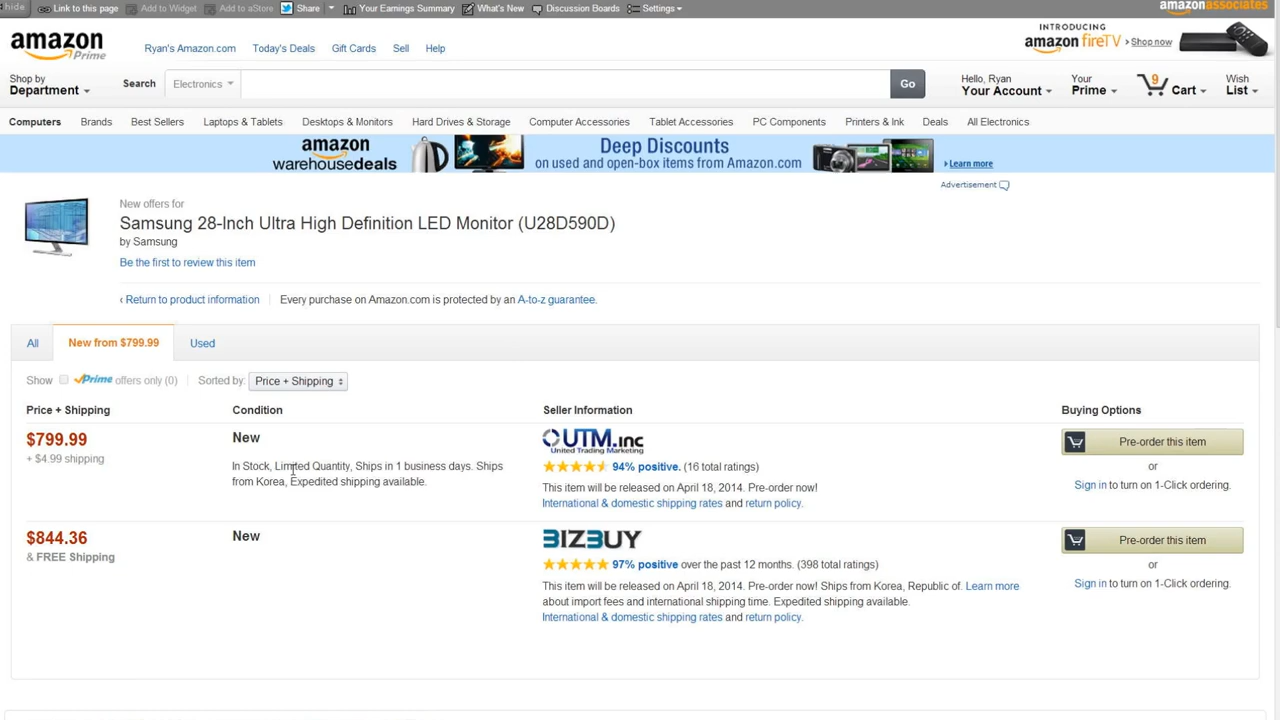 hide Link to this page Add to Widget Add to aStore Share Your Earnings Summary What's New Discussion Boards Settings
amazonassociates
amazon Prime
Ryan's Amazon.com Today's Deals Gift Cards Sell Help
INTRODUCING
amazon fireTV Shop now
Shop by
Department
Search Electronics Go
Hello, Ryan
Your Account
Your
Prime
9 Cart
Wish
List
Computers Brands Best Sellers Laptops & Tablets Desktops & Monitors Hard Drives & Storage Computer Accessories Tablet Accessories PC Components Printers & Ink Deals All Electronics
amazon
warehousedeals
Deep Discounts
on used and open-box items from Amazon.com
Learn more
Advertisement
New offers for
Samsung 28-Inch Ultra High Definition LED Monitor (U28D590D)
by Samsung
Be the first to review this item
‹ Return to product information Every purchase on Amazon.com is protected by an A-to-z guarantee.
All New from $799.99 Used
Show Prime offers only (0) Sorted by: Price + Shipping
Price + Shipping Condition Seller Information Buying Options
$799.99
+ $4.99 shipping
New
In Stock, Limited Quantity, Ships in 1 business days. Ships
from Korea, Expedited shipping available.
UTM.inc
United Trading Marketing
94% positive. (16 total ratings)
This item will be released on April 18, 2014. Pre-order now!
International & domestic shipping rates and return policy.
Pre-order this item
or
Sign in to turn on 1-Click ordering.
$844.36
& FREE Shipping
New
BIZBUY
97% positive over the past 12 months. (398 total ratings)
This item will be released on April 18, 2014. Pre-order now! Ships from Korea, Republic of. Learn more
about import fees and international shipping time. Expedited shipping available.
International & domestic shipping rates and return policy.
Pre-order this item
or
Sign in to turn on 1-Click ordering.